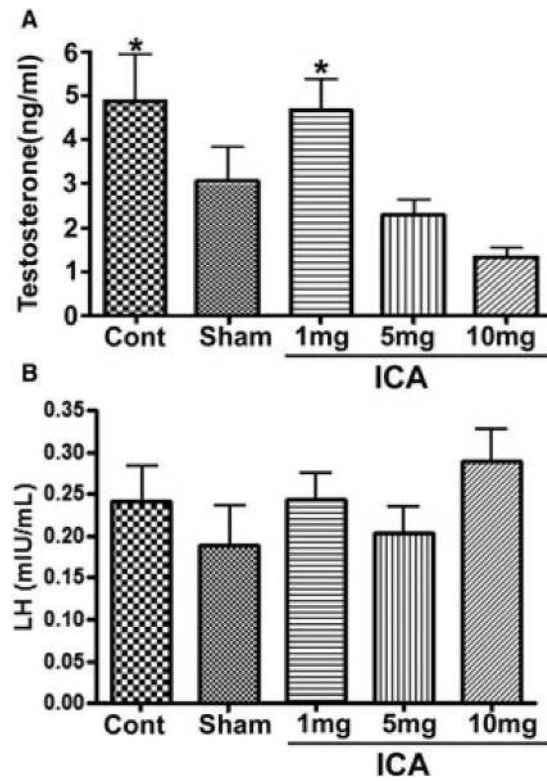 A
Testosterone(ng/ml)
6
5
4
3
2
1
0
*
*
Cont Sham 1mg 5mg 10mg
ICA
B
LH (mIU/mL)
0.35
0.30
0.25
0.20
0.15
0.10
0.05
0.00
Cont Sham 1mg 5mg 10mg
ICA